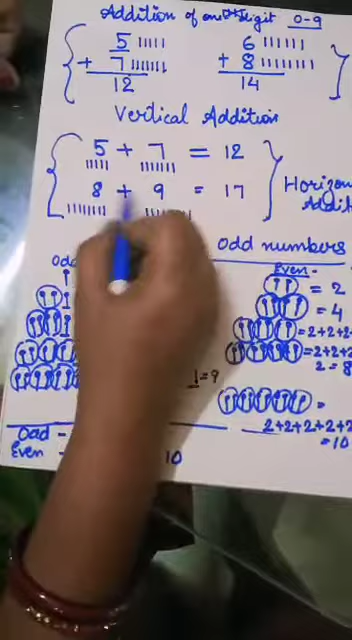 Addition of one digit 0-9
5 6
+ 7 + 8
12 14
Vertical Addition
5 + 7 = 12
8 + 9 = 17
Horizon
Additi
Odd numbers
Odd Even
= 2
= 4
= 2+2+2
= 2+2+2
2 = 8
1 = 9
=
2+2+2+2+2
= 10
Odd -
Even - 10